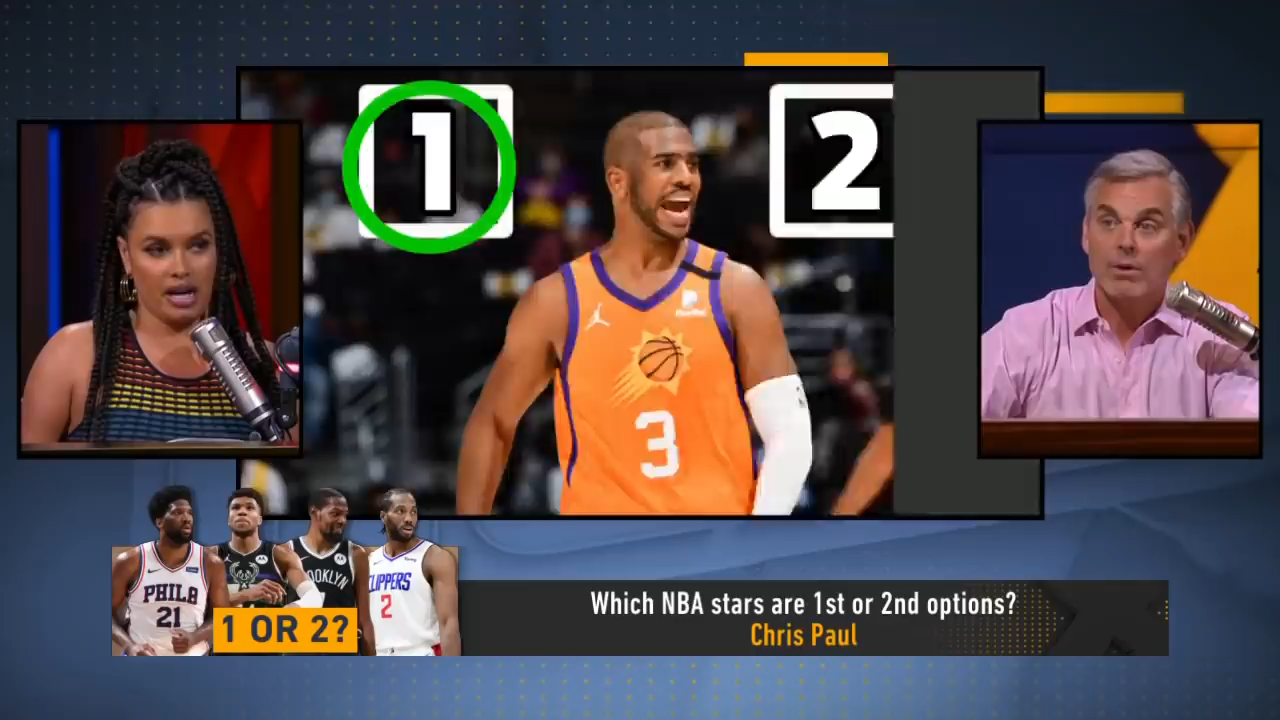 1
2
3
PHILA
21
BROOKLYN
CLIPPERS
2
1 OR 2?
Which NBA stars are 1st or 2nd options?
Chris Paul